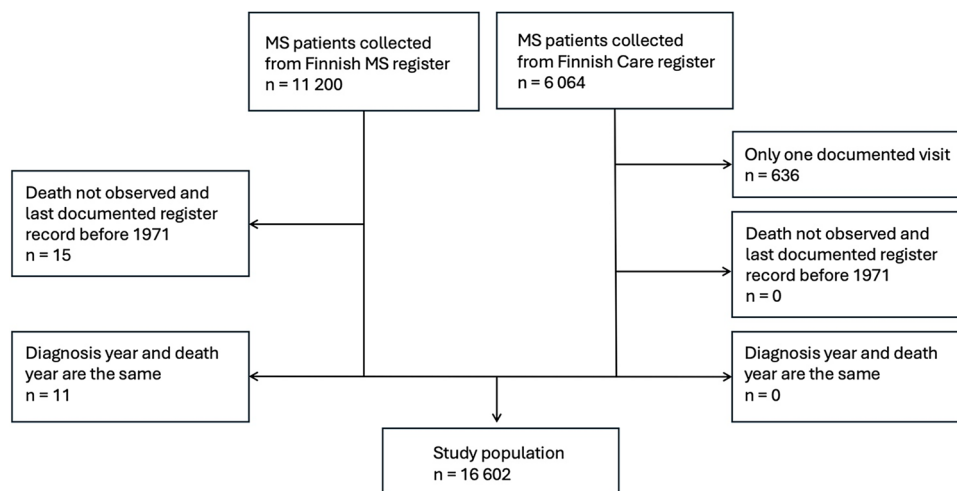 MS patients collected
from Finnish MS register
n = 11 200
MS patients collected
from Finnish Care register
n = 6 064
Only one documented visit
n = 636
Death not observed and
last documented register
record before 1971
n = 15
Death not observed and
last documented register
record before 1971
n = 0
Diagnosis year and death
year are the same
n = 11
Diagnosis year and death
year are the same
n = 0
Study population
n = 16 602